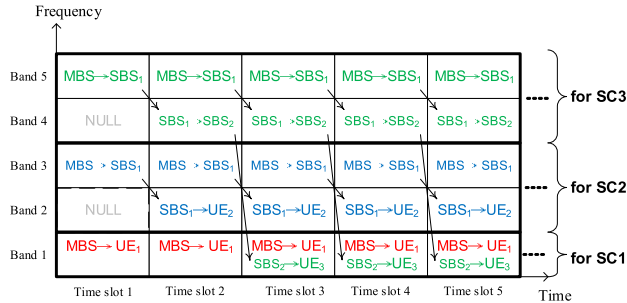 Frequency
Band 5 MBS→SBS₁ MBS→SBS₁ MBS→SBS₁ MBS→SBS₁ MBS→SBS₁ for SC3
Band 4 NULL SBS₁→SBS₂ SBS₁→SBS₂ SBS₁→SBS₂ SBS₁→SBS₂
Band 3 MBS→SBS₁ MBS→SBS₁ MBS→SBS₁ MBS→SBS₁ MBS→SBS₁ for SC2
Band 2 NULL SBS₁→UE₂ SBS₁→UE₂ SBS₁→UE₂ SBS₁→UE₂
Band 1 MBS→UE₁ MBS→UE₁ MBS→UE₁ MBS→UE₁ MBS→UE₁ for SC1
SBS₂→UE₃ SBS₂→UE₃ SBS₂→UE₃
Time slot 1 Time slot 2 Time slot 3 Time slot 4 Time slot 5 Time